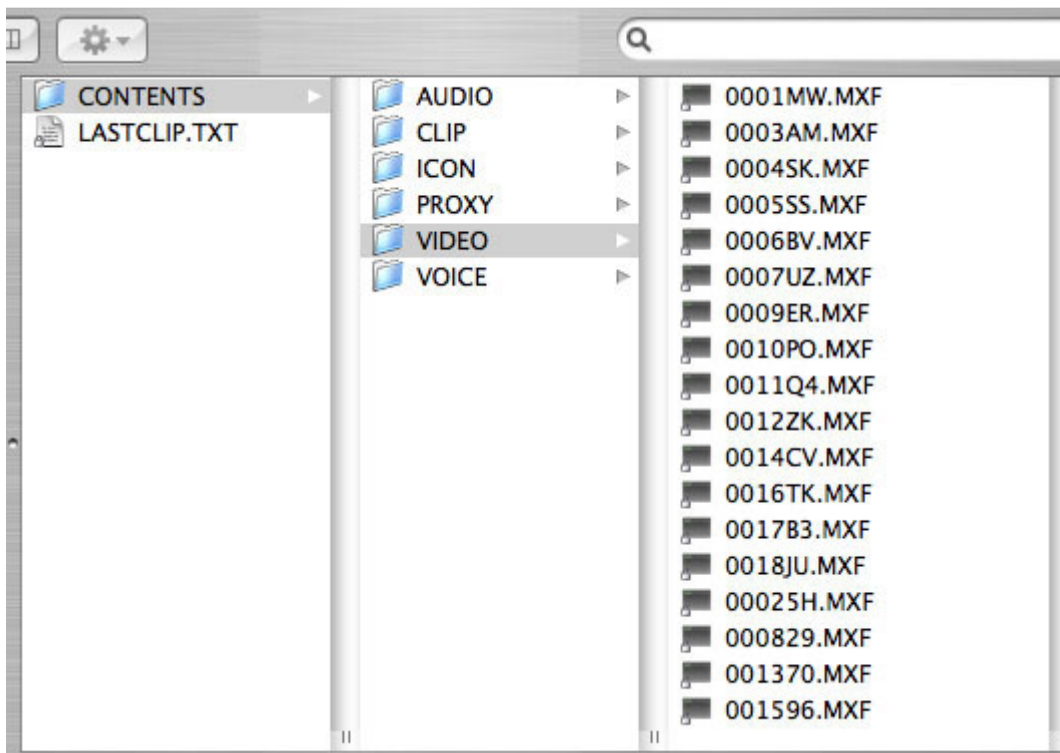 CONTENTS
LASTCLIP.TXT
AUDIO
CLIP
ICON
PROXY
VIDEO
VOICE
0001MW.MXF
0003AM.MXF
0004SK.MXF
0005SS.MXF
0006BV.MXF
0007UZ.MXF
0009ER.MXF
0010PO.MXF
0011Q4.MXF
0012ZK.MXF
0014CV.MXF
0016TK.MXF
0017B3.MXF
0018JU.MXF
00025H.MXF
000829.MXF
001370.MXF
001596.MXF